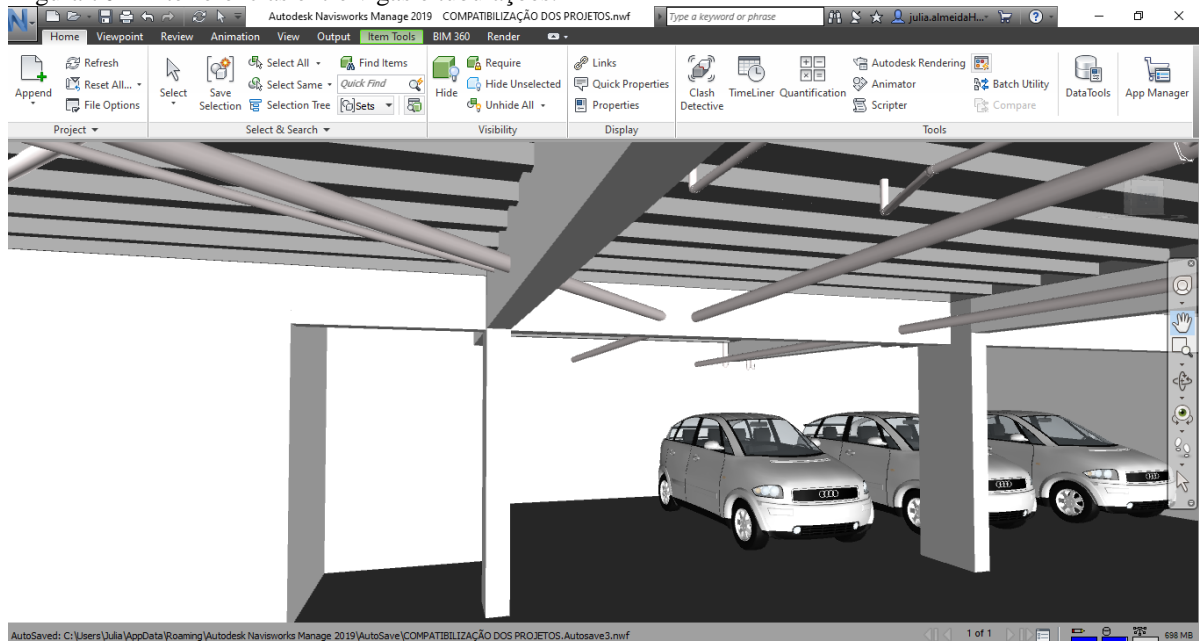 Autodesk Navisworks Manage 2019 COMPATIBILIZAÇÃO DOS PROJETOS.nwf
Type a keyword or phrase
julia.almeidaH...
Home Viewpoint Review Animation View Output Item Tools BIM 360 Render
Append
Refresh
Reset All...
File Options
Project
Select
Save Selection
Select All
Select Same
Selection Tree
Find Items
Quick Find
Sets
Select & Search
Hide
Require
Hide Unselected
Unhide All
Visibility
Links
Quick Properties
Properties
Display
Clash Detective
TimeLiner
Quantification
Autodesk Rendering
Animator
Scripter
Batch Utility
Compare
DataTools
App Manager
Tools
AutoSaved: C:\Users\Julia\AppData\Roaming\Autodesk Navisworks Manage 2019\AutoSave\COMPATIBILIZAÇÃO DOS PROJETOS.Autosave3.nwf
1 of 1
698 MB